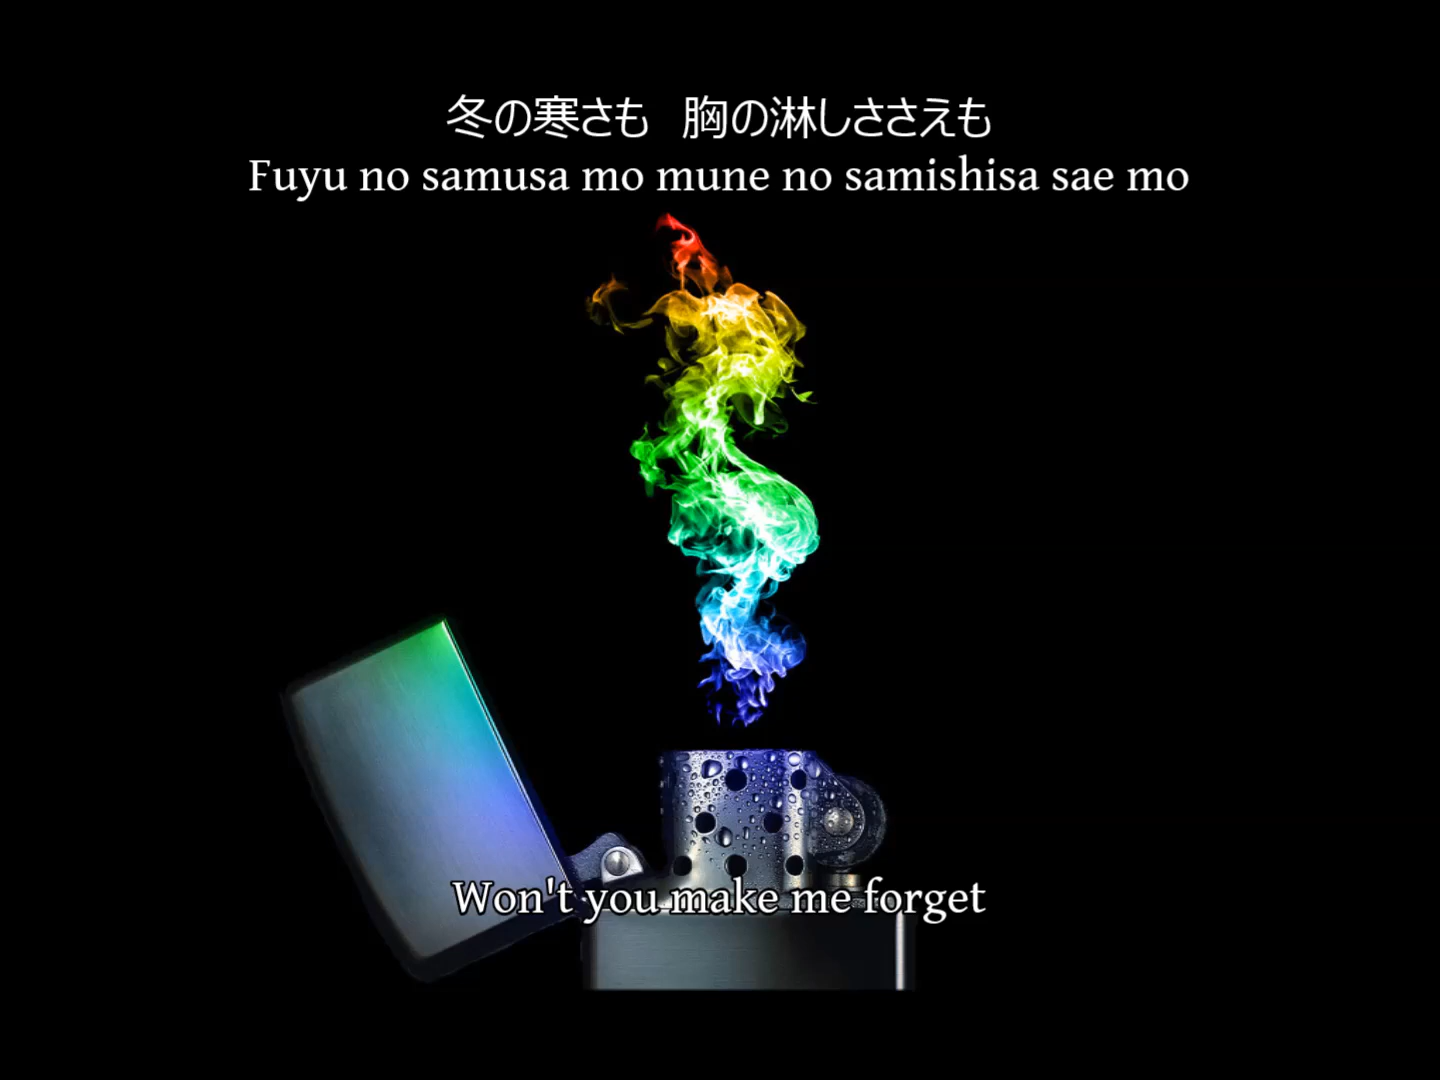 冬の寒さも　胸の淋しささえも
Fuyu no samusa mo mune no samishisa sae mo
Won't you make me forget